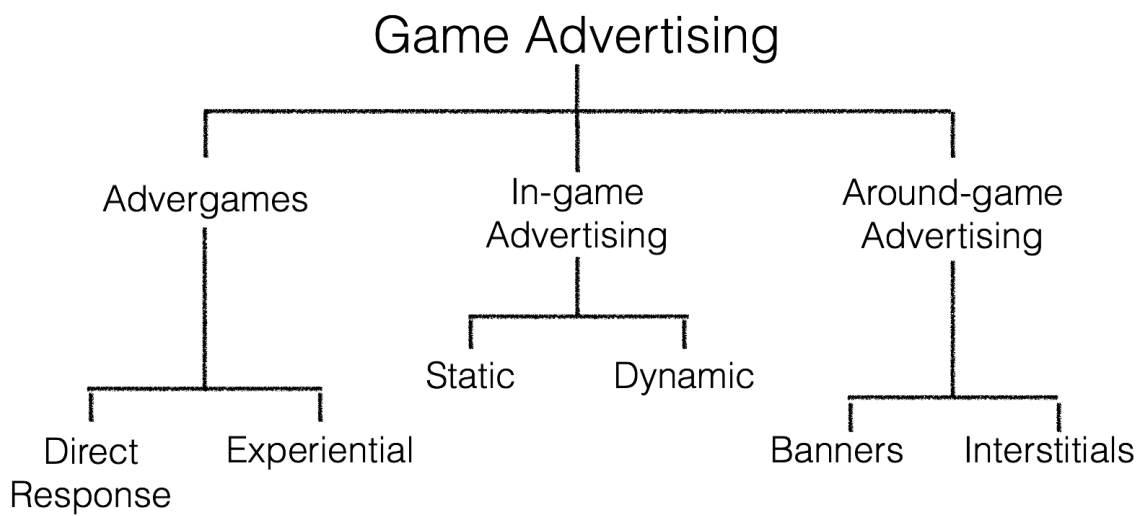 Game Advertising
Advergames
In-game
Advertising
Around-game
Advertising
Static
Dynamic
Direct
Response
Experiential
Banners
Interstitials